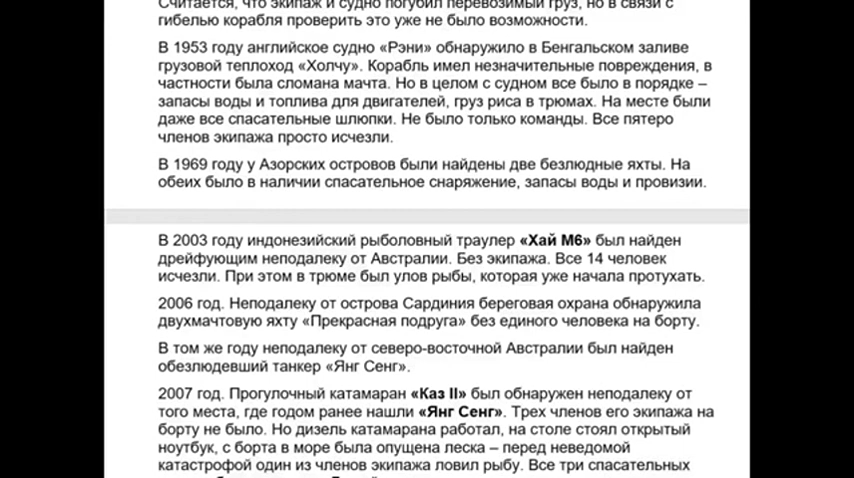 Считается, что экипаж и судно погубил перевозимый груз, но в связи с
гибелью корабля проверить это уже не было возможности.
В 1953 году английское судно «Рэни» обнаружило в Бенгальском заливе
грузовой теплоход «Холчу». Корабль имел незначительные повреждения, в
частности была сломана мачта. Но в целом с судном все было в порядке –
запасы воды и топлива для двигателей, груз риса в трюмах. На месте были
даже все спасательные шлюпки. Не было только команды. Все пятеро
членов экипажа просто исчезли.
В 1969 году у Азорских островов были найдены две безлюдные яхты. На
обеих было в наличии спасательное снаряжение, запасы воды и провизии.
В 2003 году индонезийский рыболовный траулер «Хай М6» был найден
дрейфующим неподалеку от Австралии. Без экипажа. Все 14 человек
исчезли. При этом в трюме был улов рыбы, которая уже начала протухать.
2006 год. Неподалеку от острова Сардиния береговая охрана обнаружила
двухмачтовую яхту «Прекрасная подруга» без единого человека на борту.
В том же году неподалеку от северо-восточной Австралии был найден
обезлюдевший танкер «Янг Сенг».
2007 год. Прогулочный катамаран «Каз II» был обнаружен неподалеку от
того места, где годом ранее нашли «Янг Сенг». Трех членов его экипажа на
борту не было. Но дизель катамарана работал, на столе стоял открытый
ноутбук, с борта в море была опущена леска – перед неведомой
катастрофой один из членов экипажа ловил рыбу. Все три спасательных